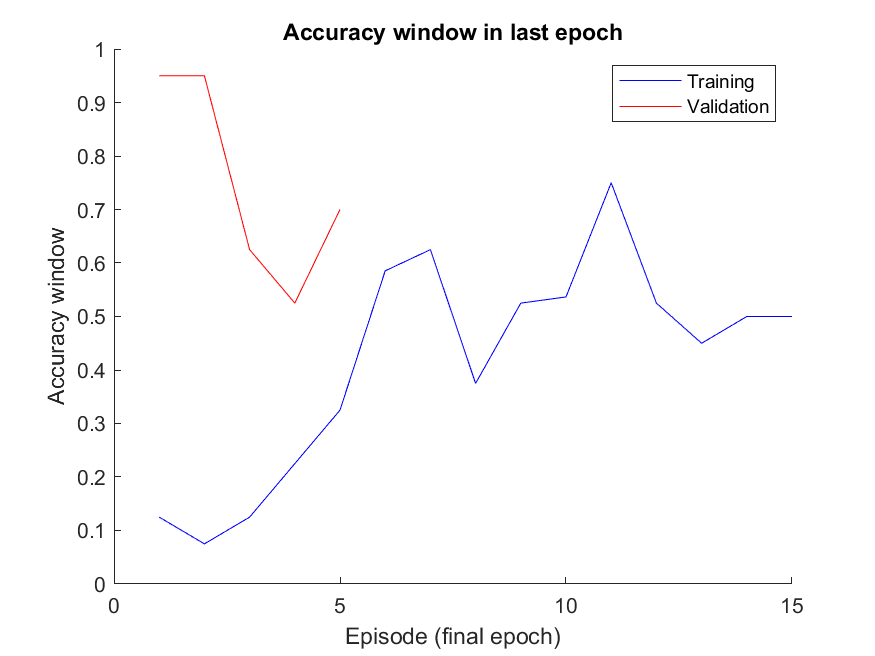 Accuracy window in last epoch
1
0.9
0.8
0.7
0.6
0.5
0.4
0.3
0.2
0.1
0
Accuracy window
Training
Validation
0 5 10 15
Episode (final epoch)